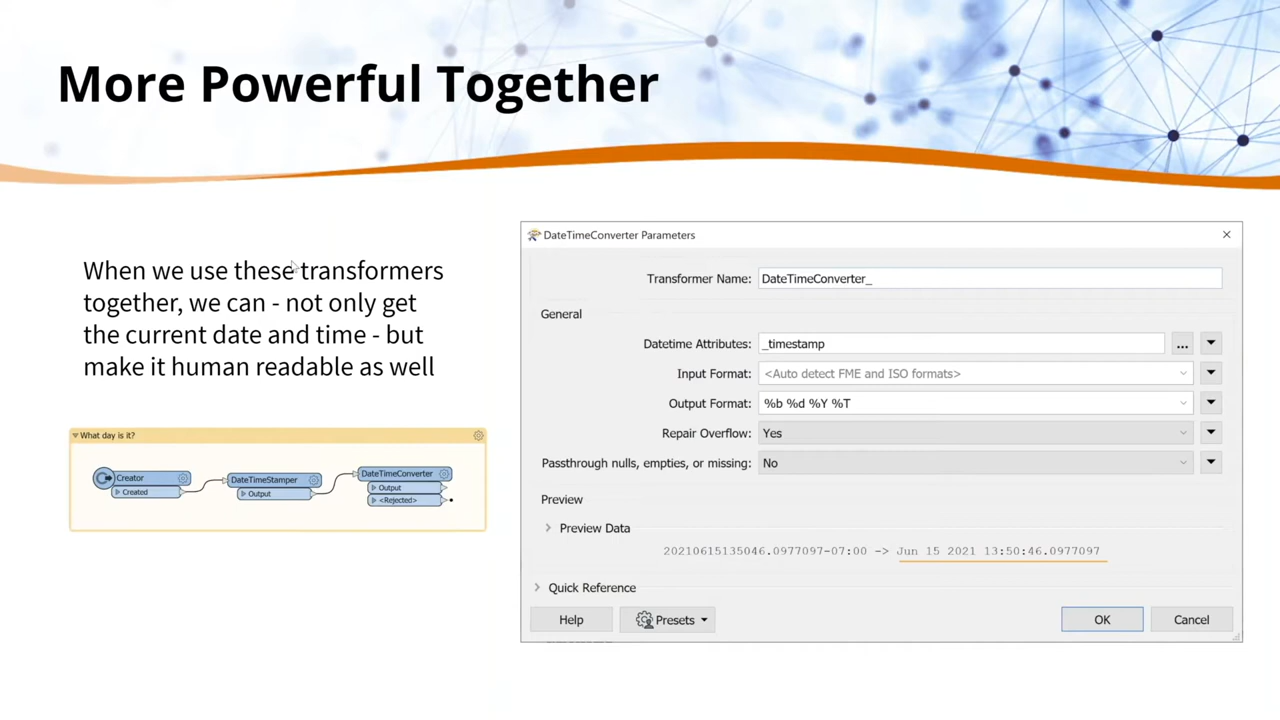 More Powerful Together
When we use these transformers
together, we can - not only get
the current date and time - but
make it human readable as well
What day is it?
Creator
Created
DateTimeStamper
Output
DateTimeConverter
Output
<Rejected>
DateTimeConverter Parameters
Transformer Name: DateTimeConverter_
General
Datetime Attributes: _timestamp ...
Input Format: <Auto detect FME and ISO formats>
Output Format: %b %d %Y %T
Repair Overflow: Yes
Passthrough nulls, empties, or missing: No
Preview
Preview Data
20210615135046.0977097-07:00 -> Jun 15 2021 13:50:46.0977097
Quick Reference
Help Presets OK Cancel